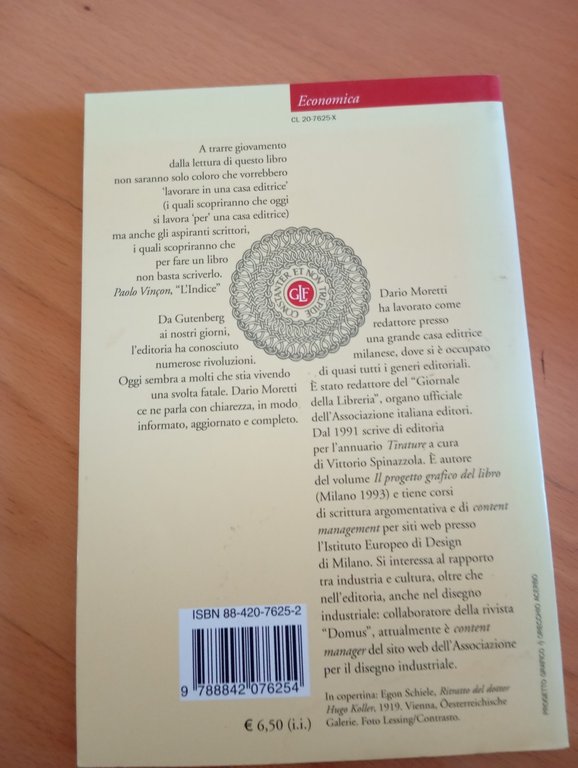 Economica
CL 20-7625-X
A trarre giovamento
dalla lettura di questo libro
non saranno solo coloro che vorrebbero
'lavorare in una casa editrice'
(i quali scopriranno che oggi
si lavora 'per' una casa editrice)
ma anche gli aspiranti scrittori,
i quali scopriranno che
per fare un libro
non basta scriverlo.
Paolo Vinçon, "L'Indice"
Da Gutenberg
ai nostri giorni,
l'editoria ha conosciuto
numerose rivoluzioni.
Oggi sembra a molti che stia vivendo
una svolta fatale. Dario Moretti
ce ne parla con chiarezza, in modo
informato, aggiornato e completo.
CONSTANTER ET NON TREPIDE
GLF
Dario Moretti
ha lavorato come
redattore presso
una grande casa editrice
milanese, dove si è occupato
di quasi tutti i generi editoriali.
È stato redattore del "Giornale
della Libreria", organo ufficiale
dell'Associazione italiana editori.
Dal 1991 scrive di editoria
per l'annuario Tirature a cura
di Vittorio Spinazzola. È autore
del volume Il progetto grafico del libro
(Milano 1993) e tiene corsi
di scrittura argomentativa e di content
management per siti web presso
l'Istituto Europeo di Design
di Milano. Si interessa al rapporto
tra industria e cultura, oltre che
nell'editoria, anche nel disegno
industriale: collaboratore della rivista
"Domus", attualmente è content
manager del sito web dell'Associazione
per il disegno industriale.
In copertina: Egon Schiele, Ritratto del dottor
Hugo Koller, 1919. Vienna, Öesterreichische
Galerie. Foto Lessing/Contrasto.
ISBN 88-420-7625-2
9 788842 076254
€ 6,50 (i.i.)
PROGETTO GRAFICO © GRECCHIO ACERBO